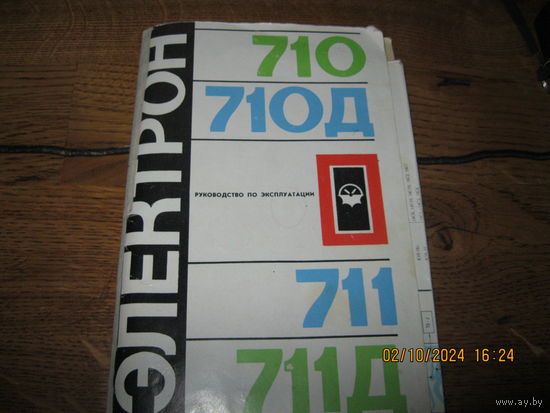 ЭЛЕКТРОН
710
710Д
РУКОВОДСТВО ПО ЭКСПЛУАТАЦИИ
711
711Д
02/10/2024 16:24
www.ay.by